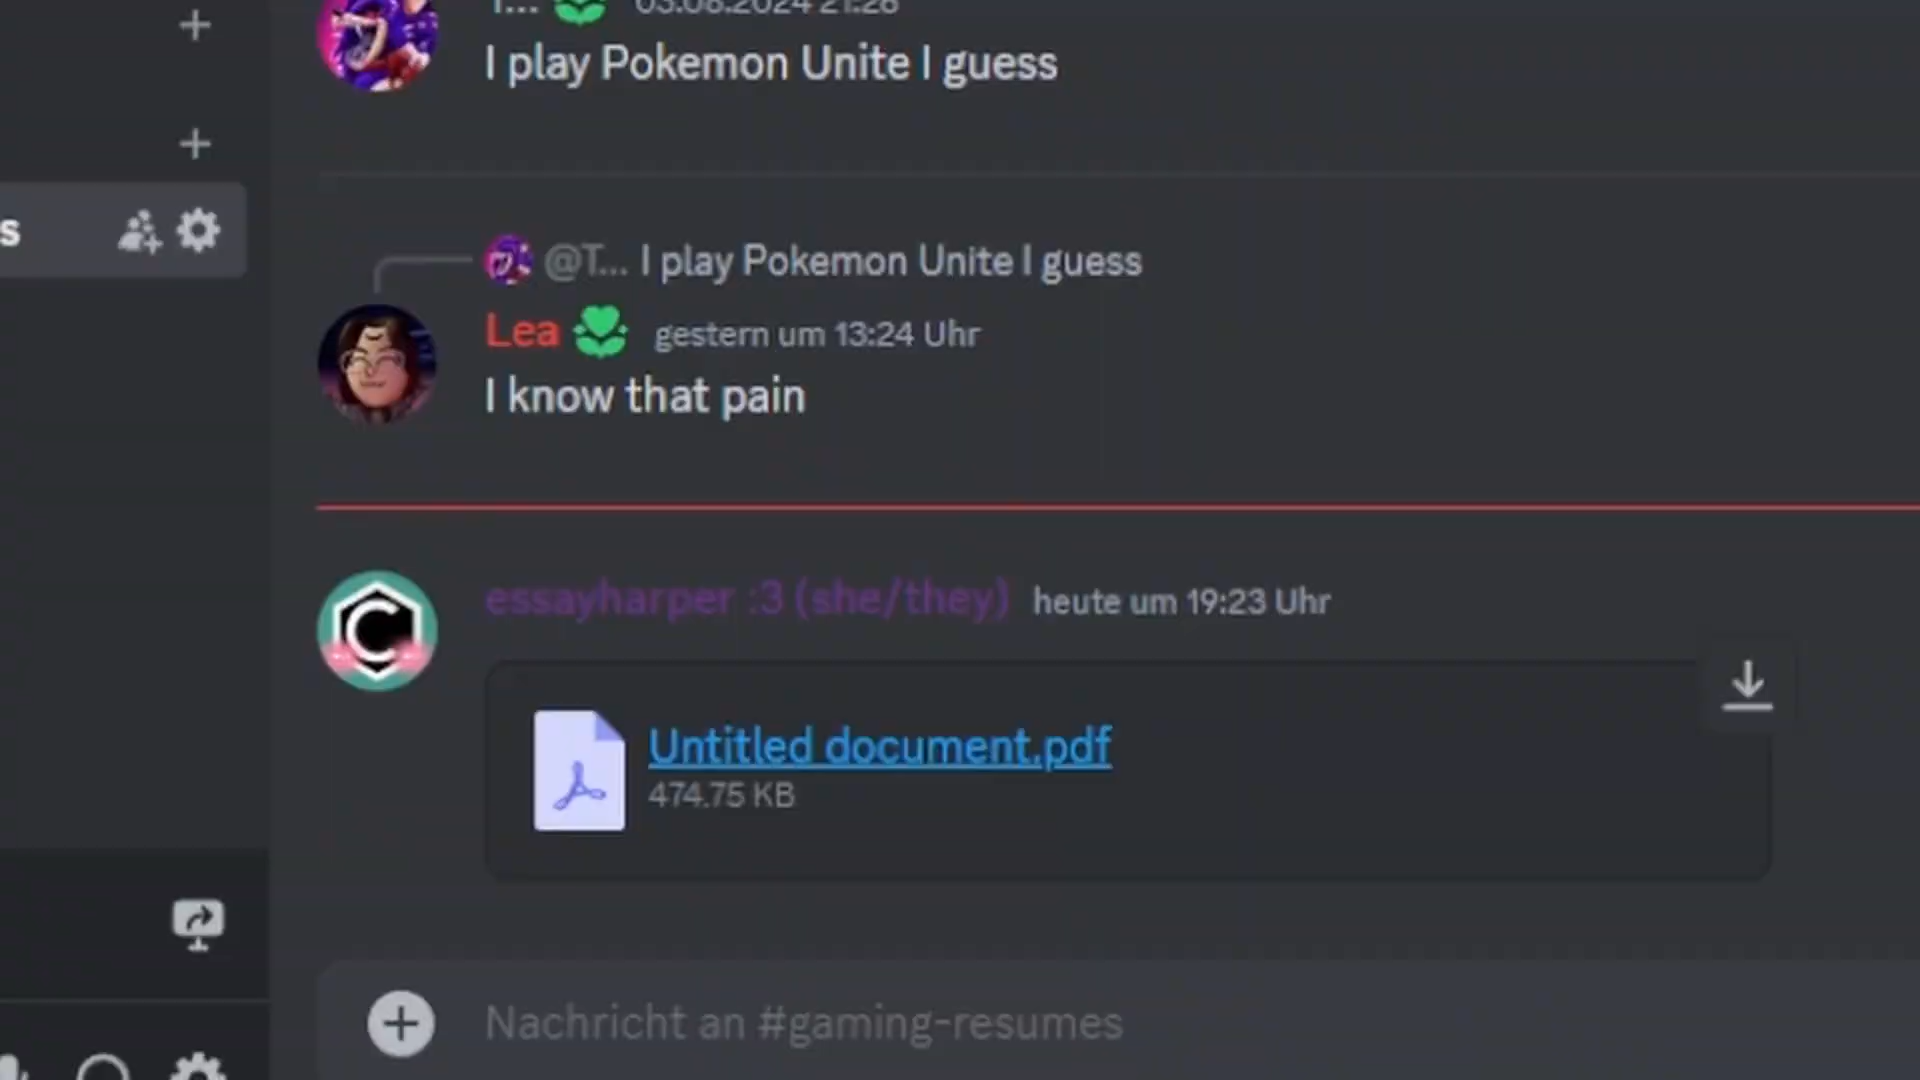 T... 03.08.2024 21:26
I play Pokemon Unite I guess
@T... I play Pokemon Unite I guess
s
Lea gestern um 13:24 Uhr
I know that pain
essayharper :3 (she/they) heute um 19:23 Uhr
Untitled document.pdf
474.75 KB
Nachricht an #gaming-resumes